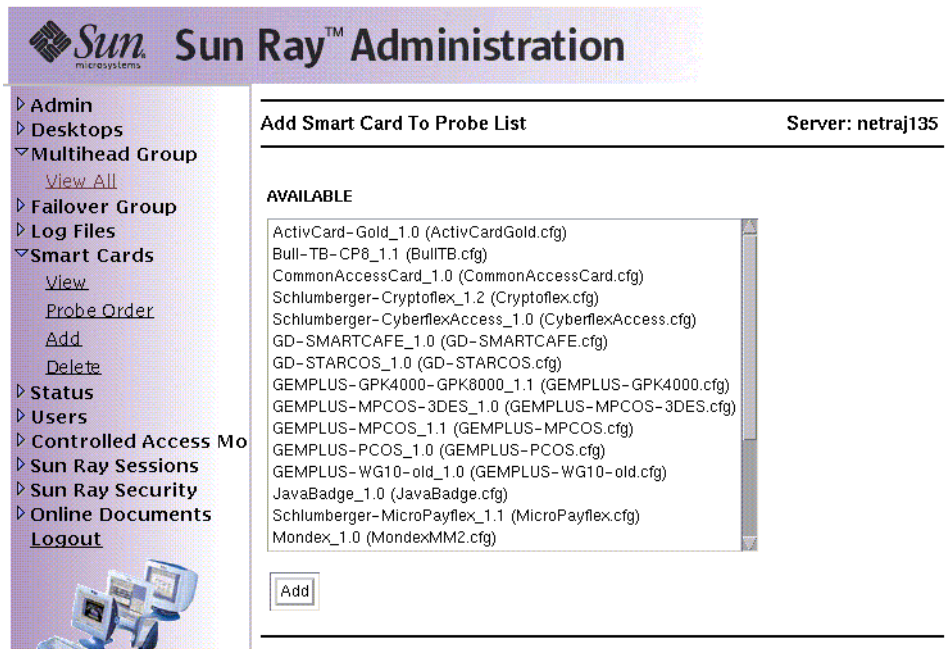 Sun microsystems Sun Ray™ Administration
Admin
Desktops
Multihead Group
View All
Failover Group
Log Files
Smart Cards
View
Probe Order
Add
Delete
Status
Users
Controlled Access Mo
Sun Ray Sessions
Sun Ray Security
Online Documents
Logout
Add Smart Card To Probe List Server: netraj135
AVAILABLE
ActivCard-Gold_1.0 (ActivCardGold.cfg)
Bull-TB-CP8_1.1 (BullTB.cfg)
CommonAccessCard_1.0 (CommonAccessCard.cfg)
Schlumberger-Cryptoflex_1.2 (Cryptoflex.cfg)
Schlumberger-CyberflexAccess_1.0 (CyberflexAccess.cfg)
GD-SMARTCAFE_1.0 (GD-SMARTCAFE.cfg)
GD-STARCOS_1.0 (GD-STARCOS.cfg)
GEMPLUS-GPK4000-GPK8000_1.1 (GEMPLUS-GPK4000.cfg)
GEMPLUS-MPCOS-3DES_1.0 (GEMPLUS-MPCOS-3DES.cfg)
GEMPLUS-MPCOS_1.1 (GEMPLUS-MPCOS.cfg)
GEMPLUS-PCOS_1.0 (GEMPLUS-PCOS.cfg)
GEMPLUS-WG10-old_1.0 (GEMPLUS-WG10-old.cfg)
JavaBadge_1.0 (JavaBadge.cfg)
Schlumberger-MicroPayflex_1.1 (MicroPayflex.cfg)
Mondex_1.0 (MondexMM2.cfg)
Add